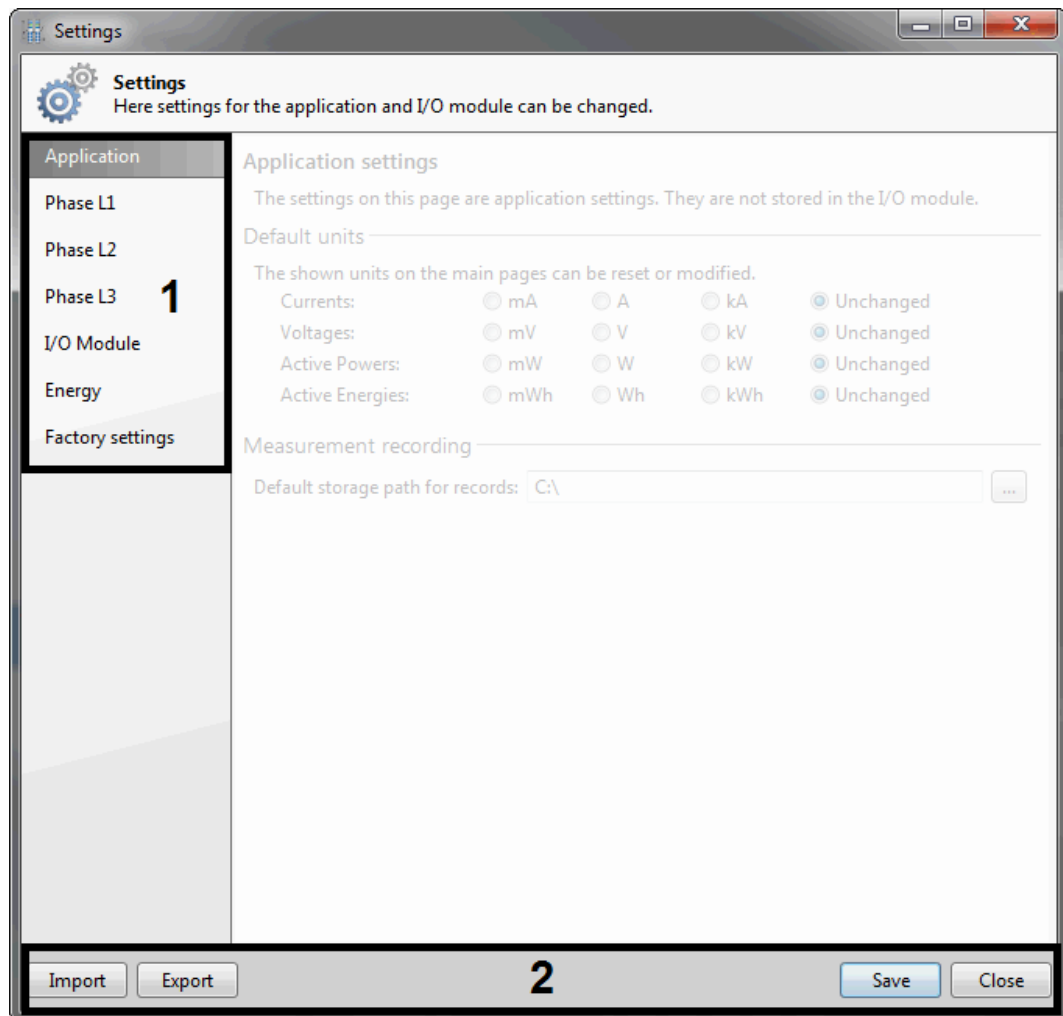 Settings
Settings
Here settings for the application and I/O module can be changed.
Application
Phase L1
Phase L2
Phase L3
1
I/O Module
Energy
Factory settings
Application settings
The settings on this page are application settings. They are not stored in the I/O module.
Default units
The shown units on the main pages can be reset or modified.
Currents: mA A kA Unchanged
Voltages: mV V kV Unchanged
Active Powers: mW W kW Unchanged
Active Energies: mWh Wh kWh Unchanged
Measurement recording
Default storage path for records: C:\ ...
Import Export 2 Save Close